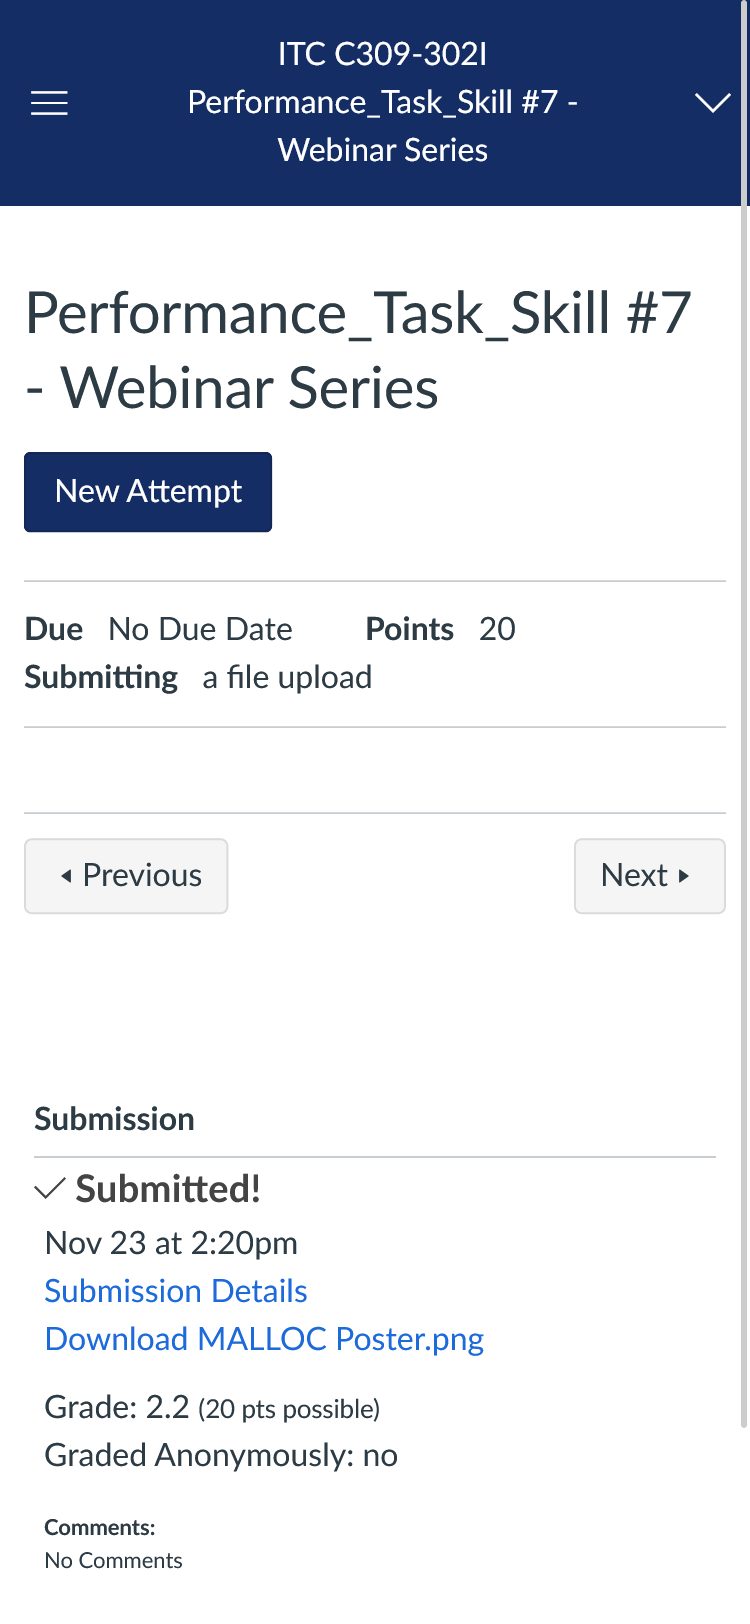 ITC C309-302I
Performance_Task_Skill #7 -
Webinar Series
Performance_Task_Skill #7
- Webinar Series
New Attempt
Due No Due Date Points 20
Submitting a file upload
Previous Next
Submission
Submitted!
Nov 23 at 2:20pm
Submission Details
Download MALLOC Poster.png
Grade: 2.2 (20 pts possible)
Graded Anonymously: no
Comments:
No Comments